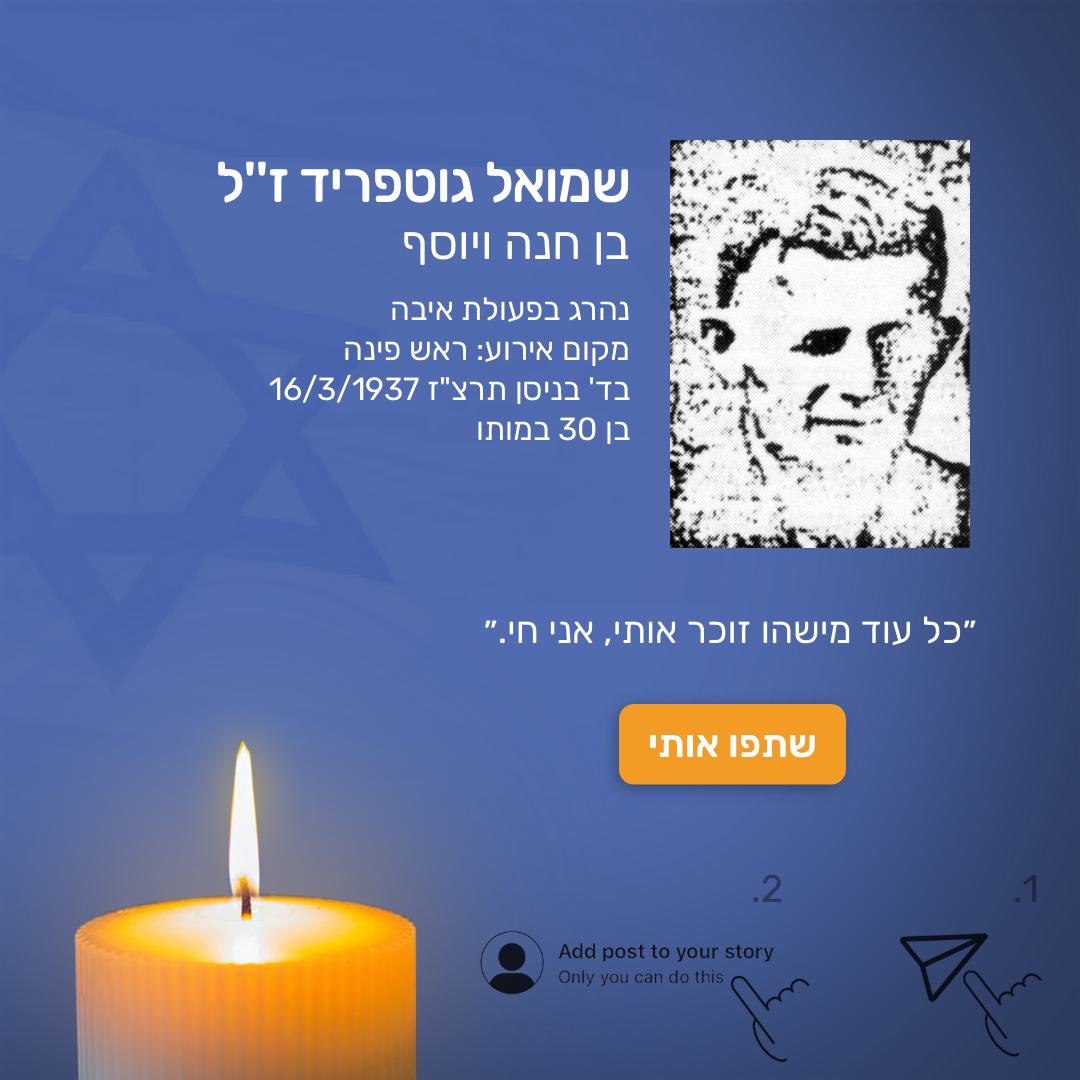 שמואל גוטפריד ז"ל
בן חנה ויוסף
נהרג בפעולת איבה
מקום אירוע: ראש פינה
בד' בניסן תרצ"ז 16/3/1937
בן 30 במותו
״כל עוד מישהו זוכר אותי, אני חי.״
שתפו אותי
1.
2.
Add post to your story
Only you can do this